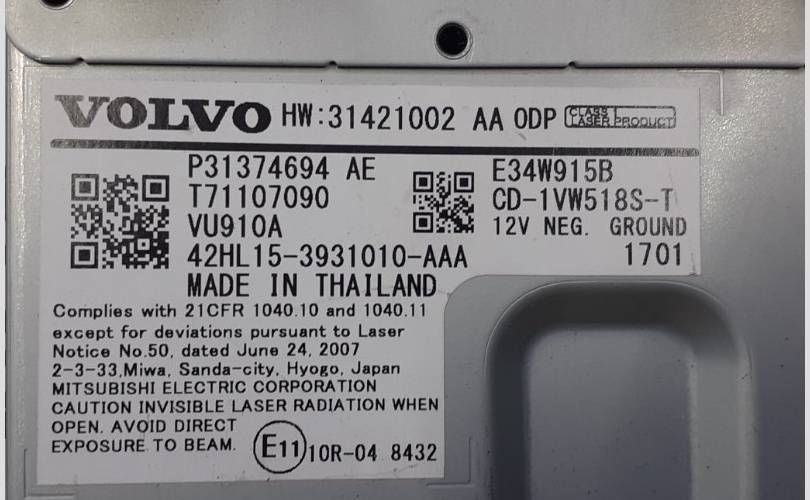 VOLVO HW:31421002 AA ODP CLASS 1 LASER PRODUCT
P31374694 AE
T71107090
VU910A
42HL15-3931010-AAA
MADE IN THAILAND
E34W915B
CD-1VW518S-T
12V NEG. GROUND
1701
Complies with 21CFR 1040.10 and 1040.11
except for deviations pursuant to Laser
Notice No.50, dated June 24, 2007
2-3-33,Miwa, Sanda-city, Hyogo, Japan
MITSUBISHI ELECTRIC CORPORATION
CAUTION INVISIBLE LASER RADIATION WHEN
OPEN. AVOID DIRECT
EXPOSURE TO BEAM.
E11 10R-04 8432